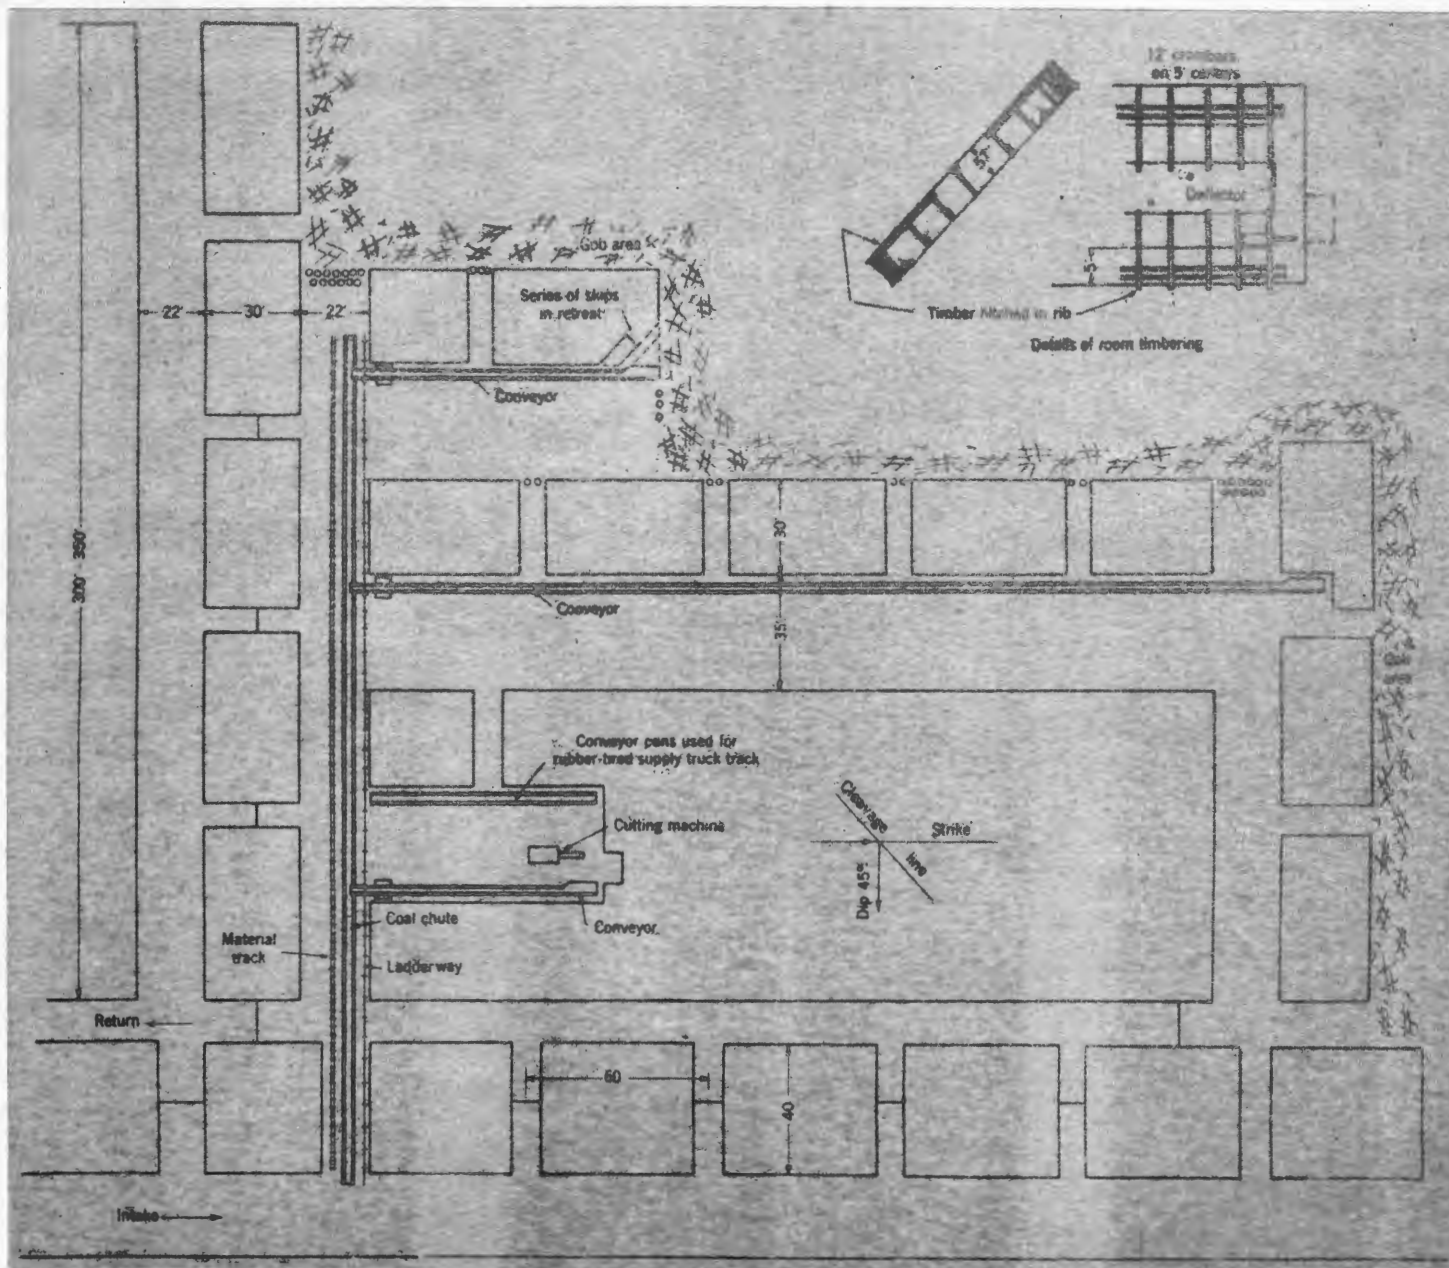 12' crossbars
on 5' centers
57"
Deflector
5'
Timber hitched in rib
Details of room timbering
Gob area
Series of skips
in retreat
22'
30'
22'
Conveyor
300' 350'
30'
Conveyor
35'
Gob
area
Conveyor pans used for
rubber-tired supply truck track
Cutting machine
Cleavage
line
Strike
Dip 45°
Coal chute
Conveyor
Material
track
Ladderway
Return
60
40
Intake